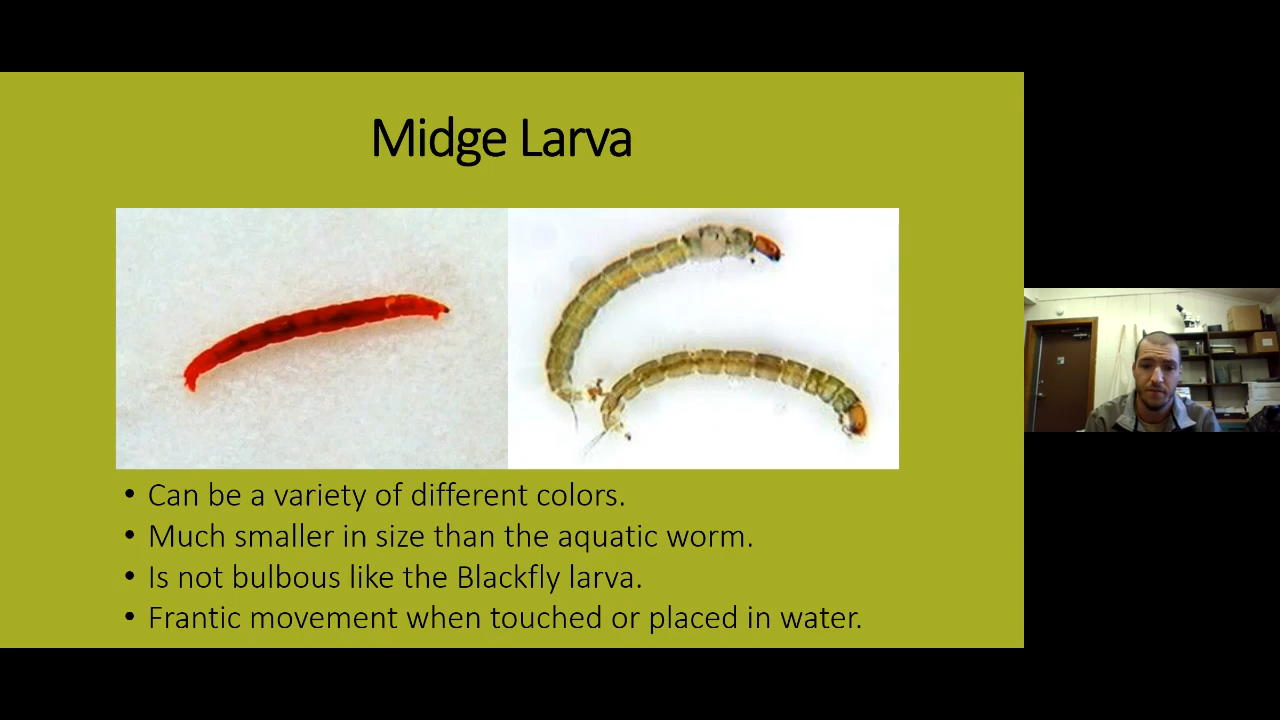 Midge Larva
• Can be a variety of different colors.
• Much smaller in size than the aquatic worm.
• Is not bulbous like the Blackfly larva.
• Frantic movement when touched or placed in water.